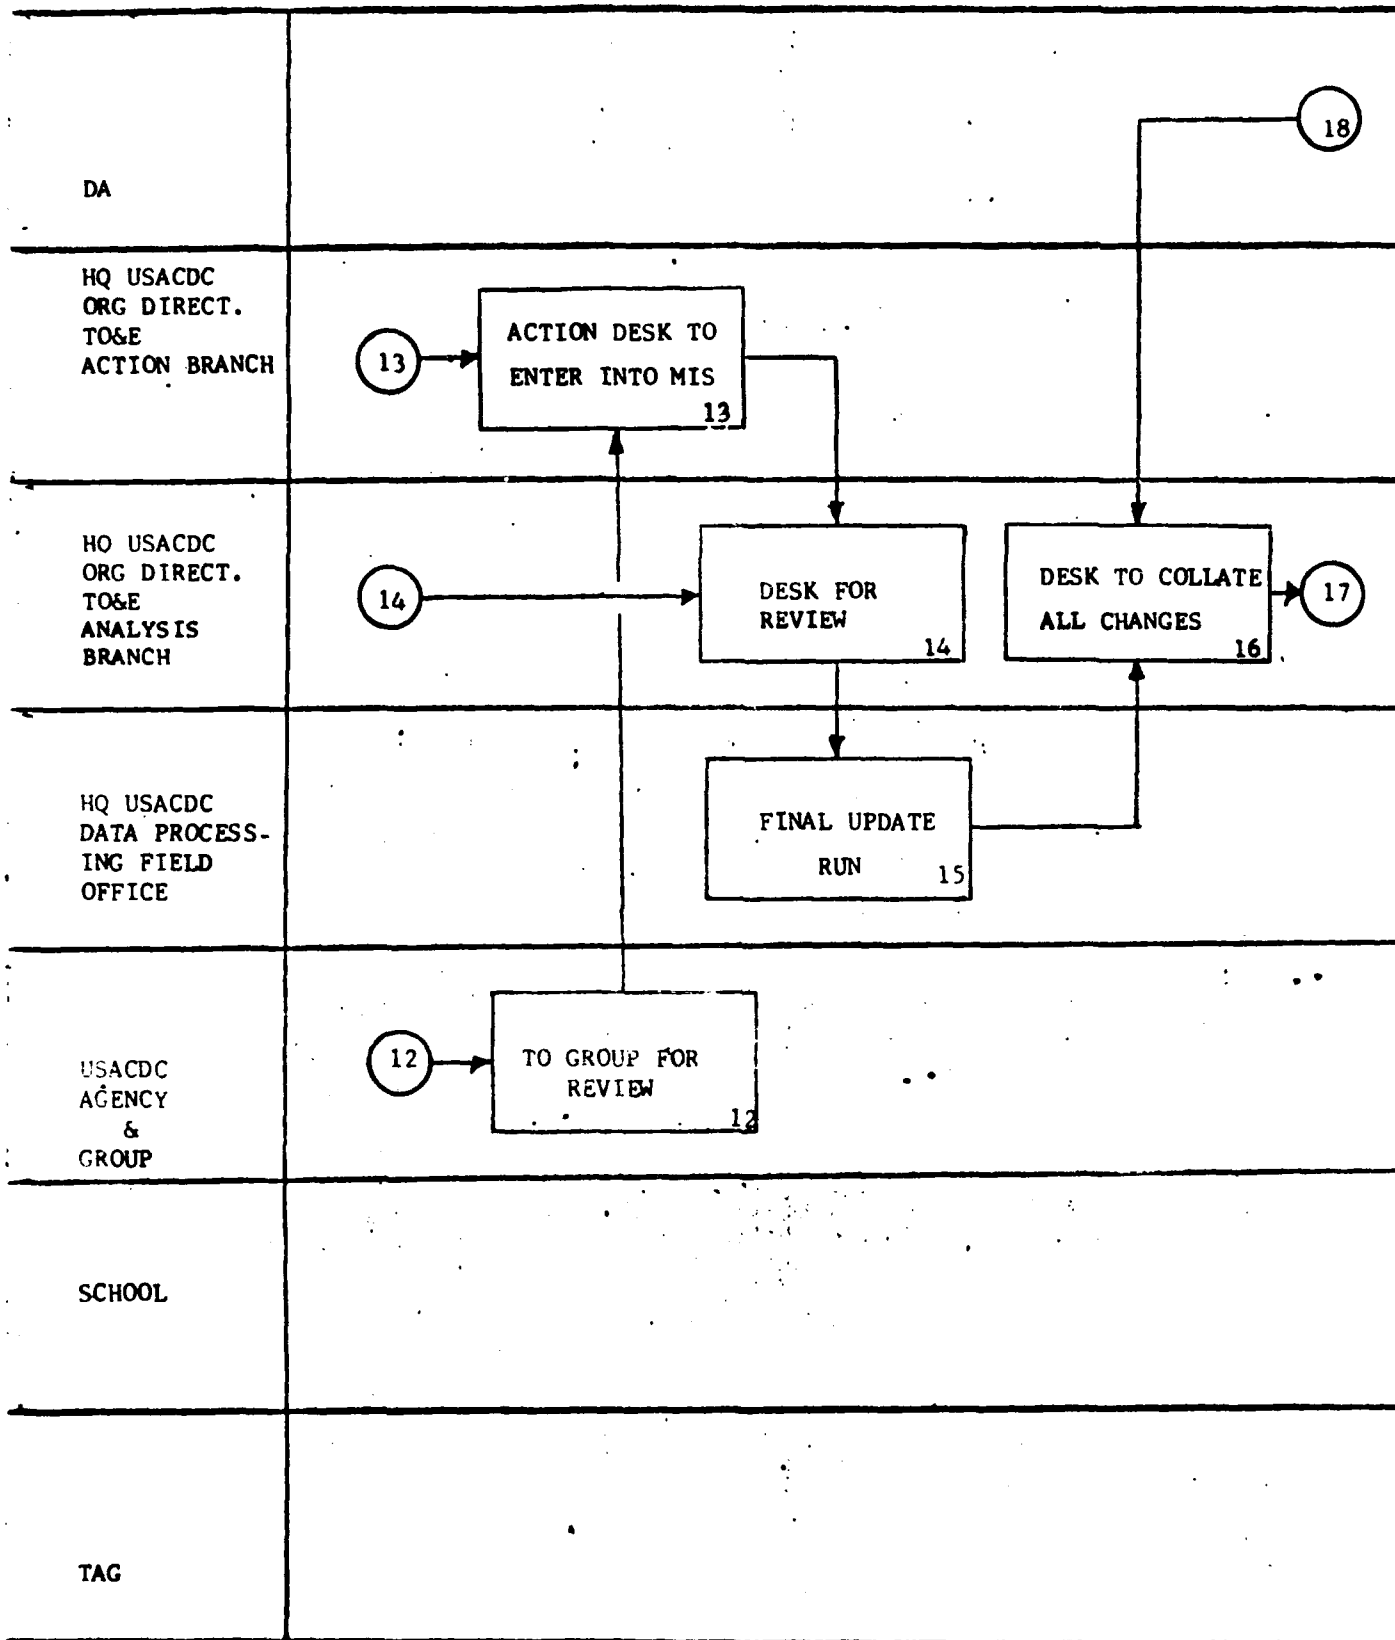 18
DA
HQ USACDC
ORG DIRECT.
TO&E
ACTION BRANCH
13
ACTION DESK TO
ENTER INTO MIS
13
HQ USACDC
ORG DIRECT.
TO&E
ANALYSIS
BRANCH
14
DESK FOR
REVIEW
14
DESK TO COLLATE
ALL CHANGES
16
17
HQ USACDC
DATA PROCESS-
ING FIELD
OFFICE
FINAL UPDATE
RUN
15
USACDC
AGENCY
&
GROUP
12
TO GROUP FOR
REVIEW
12
SCHOOL
TAG